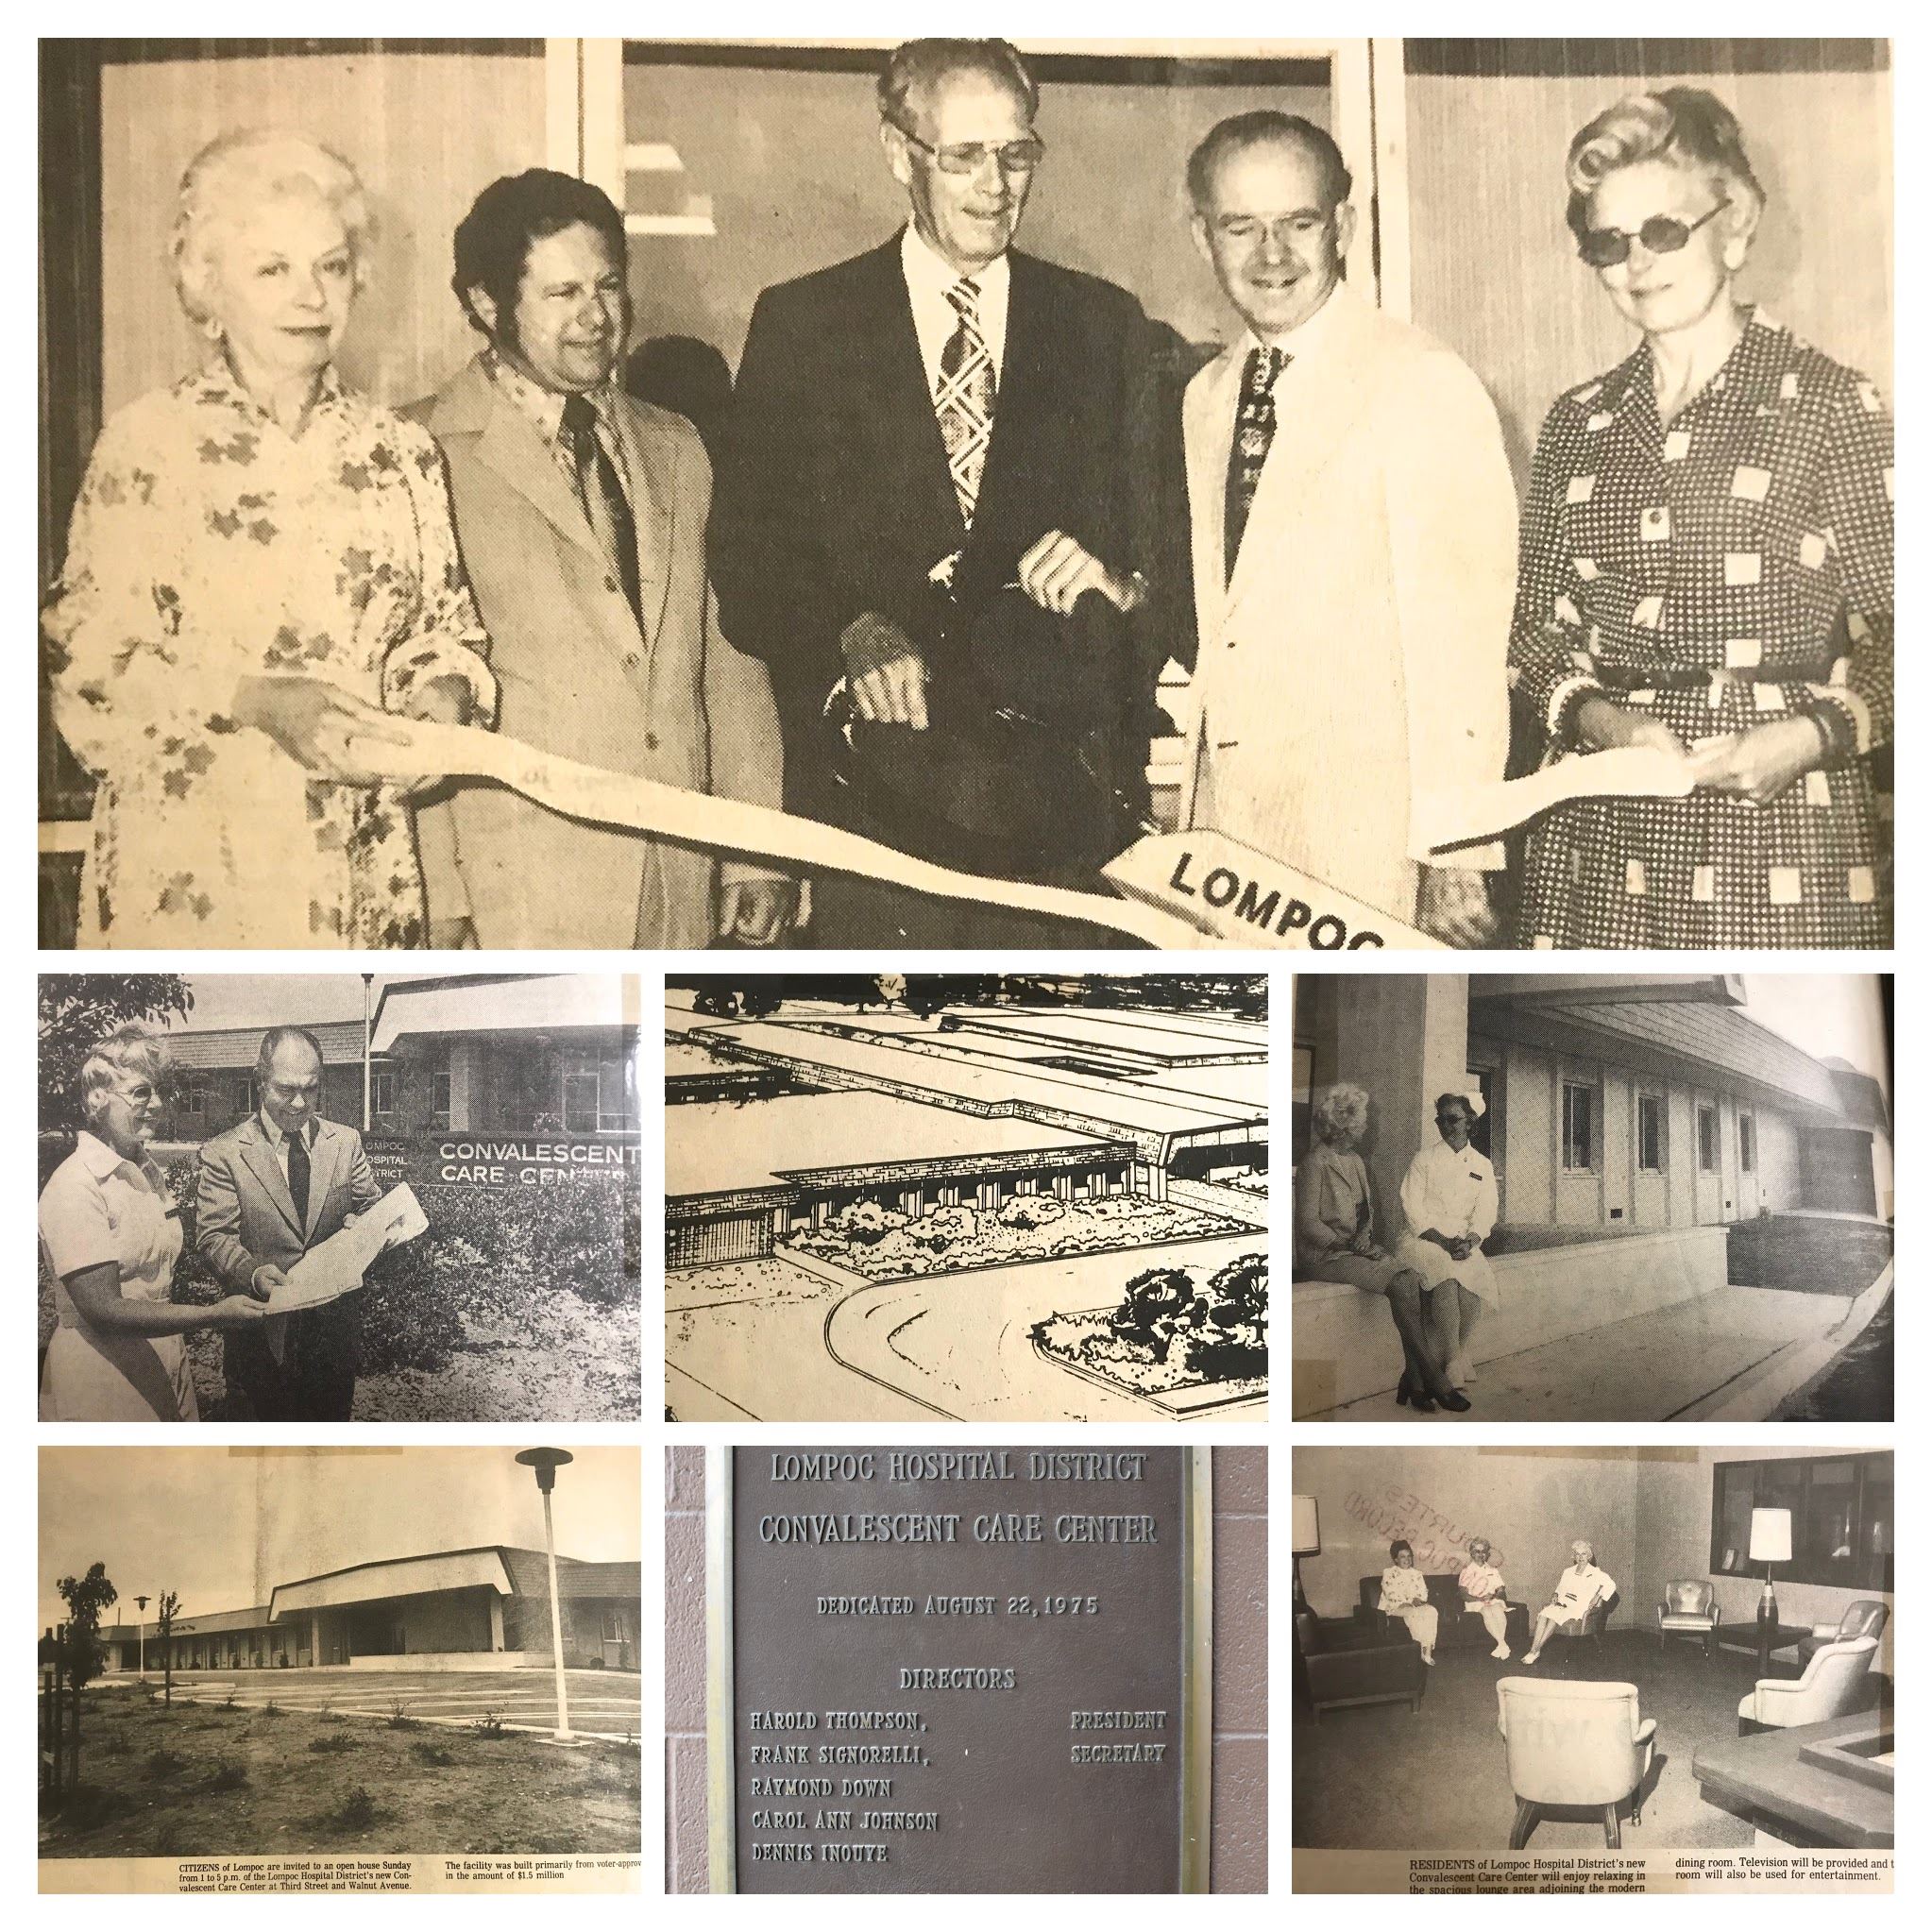 LOMPOC
LOMPOC
HOSPITAL
DISTRICT
CONVALESCENT
CARE CENTER
LOMPOC HOSPITAL DISTRICT
CONVALESCENT CARE CENTER
DEDICATED AUGUST 22, 1975
DIRECTORS
HAROLD THOMPSON, PRESIDENT
FRANK SIGNORELLI, SECRETARY
RAYMOND DOWN
CAROL ANN JOHNSON
DENNIS INOUYE
CITIZENS of Lompoc are invited to an open house Sunday
from 1 to 5 p.m. of the Lompoc Hospital District's new Con-
valescent Care Center at Third Street and Walnut Avenue.
The facility was built primarily from voter-approv
in the amount of $1.5 million
RESIDENTS of Lompoc Hospital District's new
Convalescent Care Center will enjoy relaxing in
the spacious lounge area adjoining the modern
dining room. Television will be provided and t
room will also be used for entertainment.